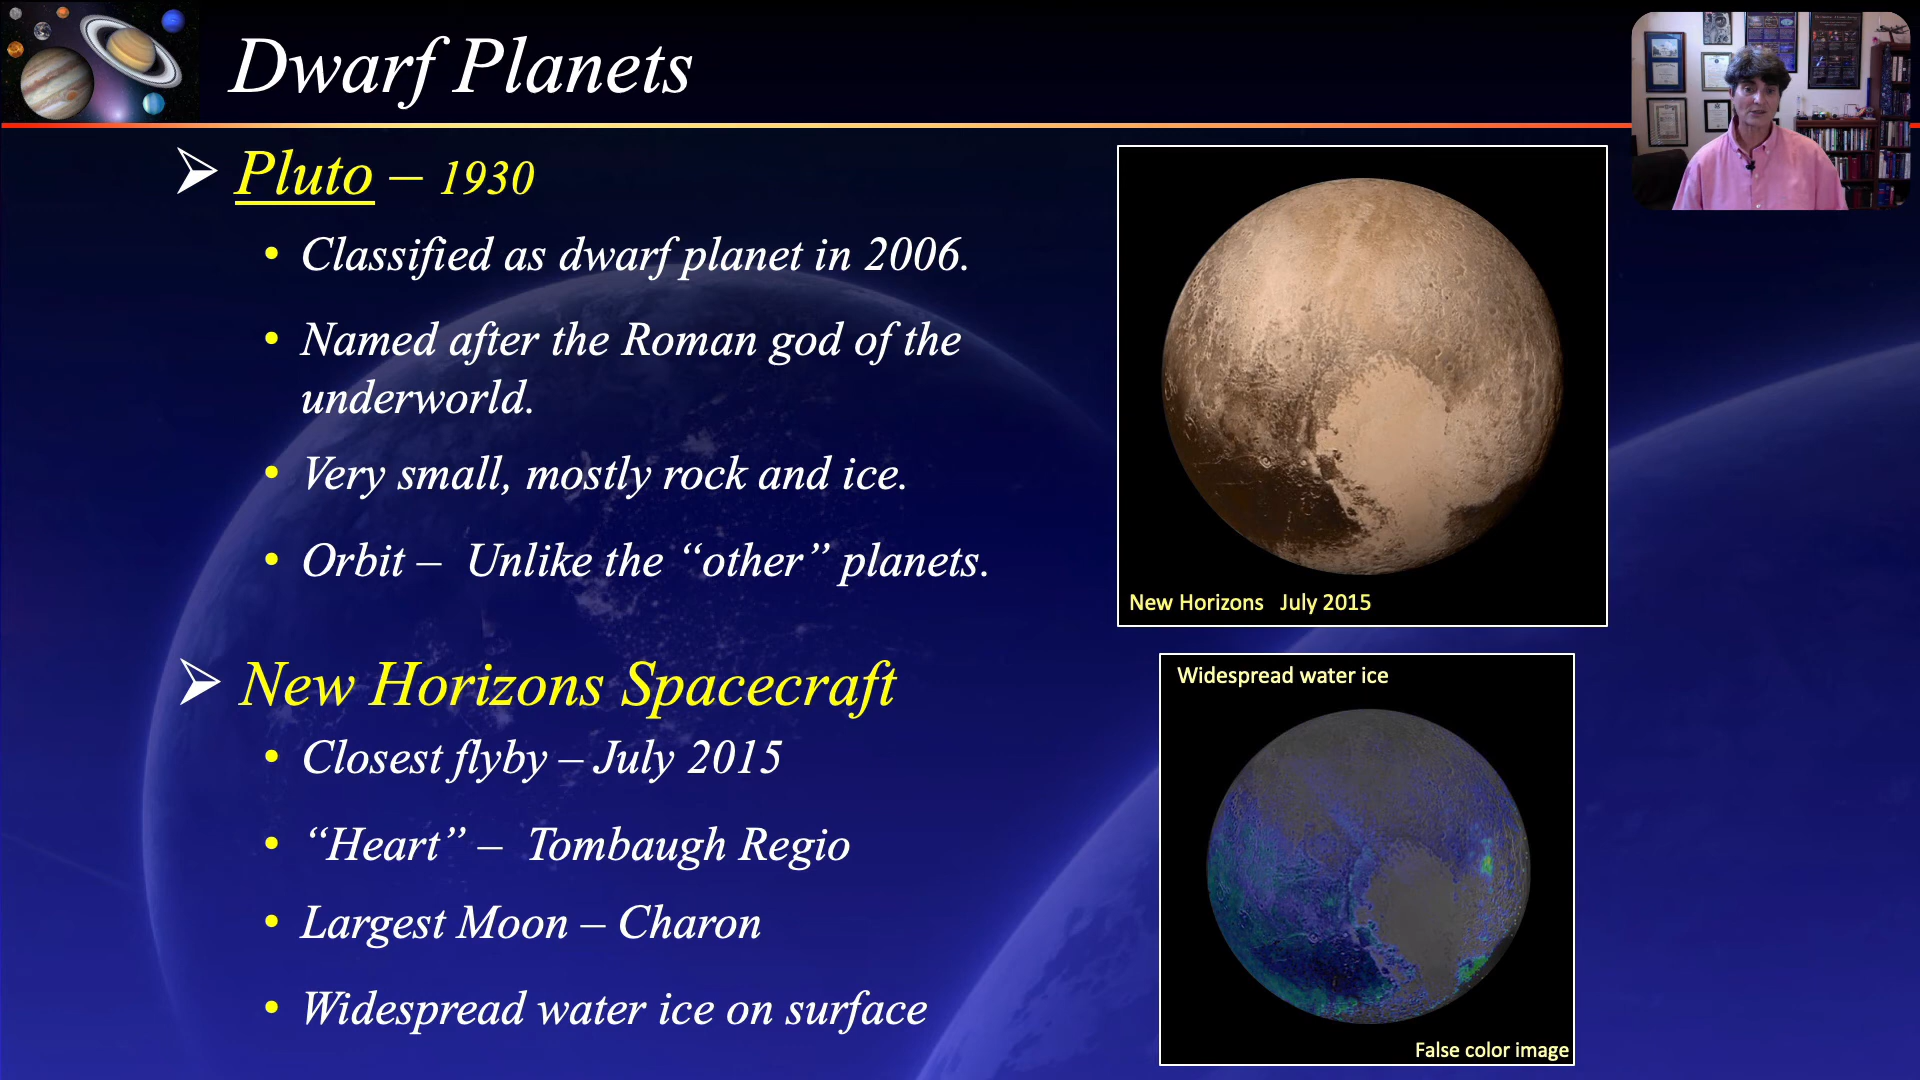 Dwarf Planets
➢ Pluto – 1930
• Classified as dwarf planet in 2006.
• Named after the Roman god of the
underworld.
• Very small, mostly rock and ice.
• Orbit – Unlike the “other” planets.
New Horizons July 2015
➢ New Horizons Spacecraft
• Closest flyby – July 2015
• “Heart” – Tombaugh Regio
• Largest Moon – Charon
• Widespread water ice on surface
Widespread water ice
False color image